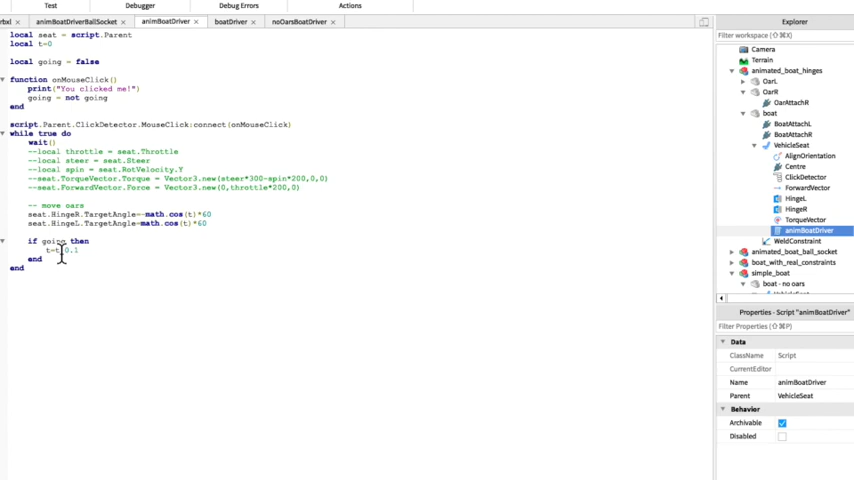 Test
Debugger
Debug Errors
Actions
rbxl
animBoatDriverBallSocket
animBoatDriver
boatDriver
noOarsBoatDriver
local seat = script.Parent
local t=0
local going = false
function onMouseClick()
print("You clicked me!")
going = not going
end
script.Parent.ClickDetector.MouseClick:connect(onMouseClick)
while true do
wait()
--local throttle = seat.Throttle
--local steer = seat.Steer
--local spin = seat.RotVelocity.Y
--seat.TorqueVector.Torque = Vector3.new(steer*300-spin*200,0,0)
--seat.ForwardVector.Force = Vector3.new(0,throttle*200,0)
-- move oars
seat.HingeR.TargetAngle=-math.cos(t)*60
seat.HingeL.TargetAngle=math.cos(t)*60
if going then
end
end
Explorer
Filter workspace (⇧⌘X)
Camera
Terrain
animated_boat_hinges
OarL
OarR
OarAttachR
boat
BoatAttachL
BoatAttachR
VehicleSeat
AlignOrientation
Centre
ClickDetector
ForwardVector
HingeL
HingeR
TorqueVector
animBoatDriver
WeldConstraint
animated_boat_ball_socket
boat_with_real_constraints
simple_boat
boat - no oars
Properties - Script "animBoatDriver"
Filter Properties (⇧⌘P)
Data
ClassName Script
CurrentEditor
Name animBoatDriver
Parent VehicleSeat
Behavior
Archivable
Disabled